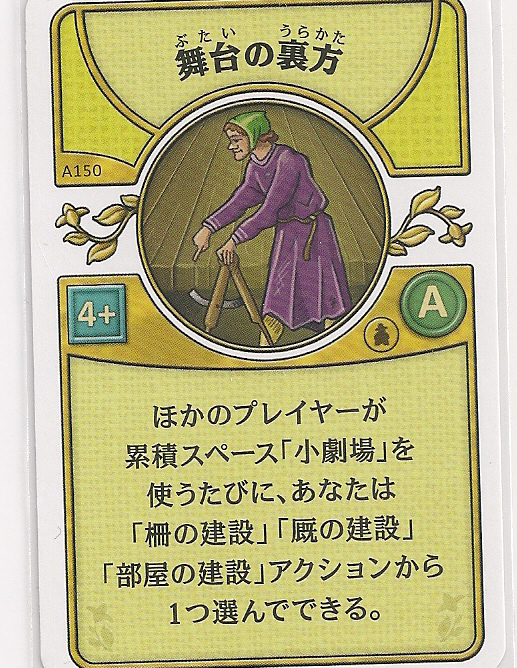 ぶたい うらかた
舞台の裏方
A150
4+
A
ほかのプレイヤーが
累積スペース「小劇場」を
使うたびに、あなたは
「柵の建設」「厩の建設」
「部屋の建設」アクションから
1つ選んでできる。